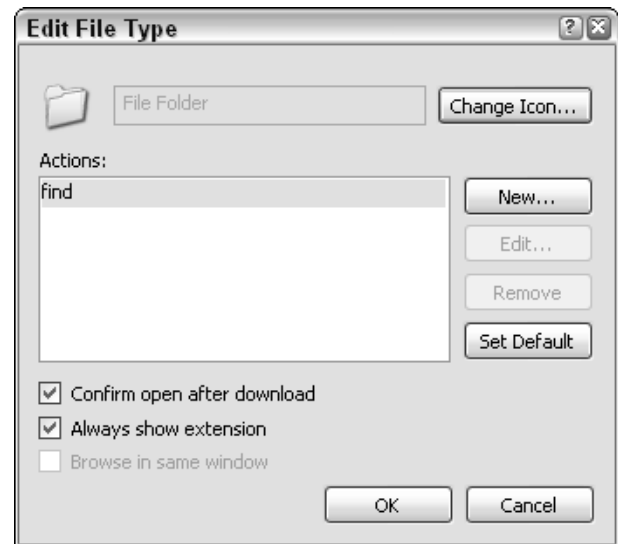 Edit File Type
File Folder
Change Icon...
Actions:
find
New...
Edit...
Remove
Set Default
Confirm open after download
Always show extension
Browse in same window
OK
Cancel